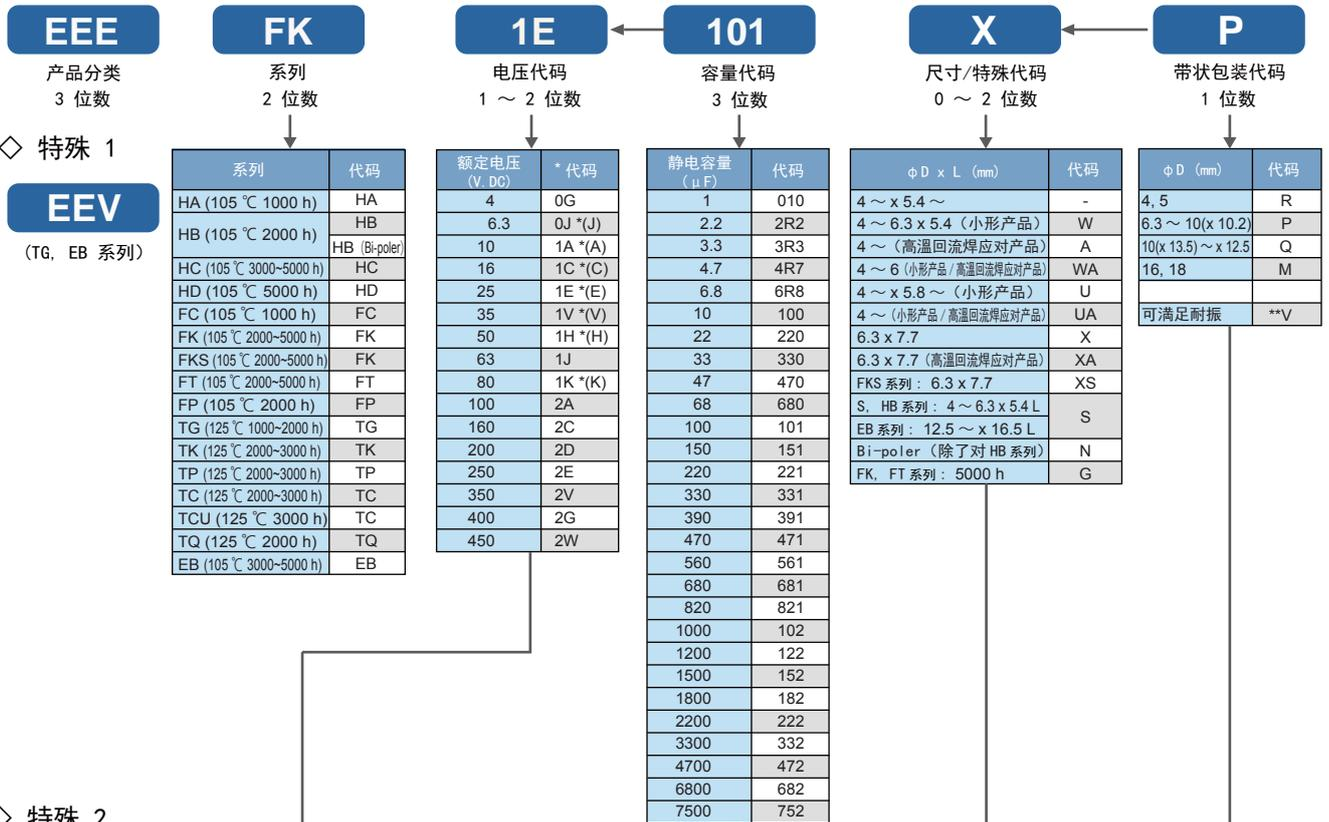 EEE FK 1E 101 X P
产品分类 系列 电压代码 容量代码 尺寸/特殊代码 带状包装代码
3 位数 2 位数 1 ～ 2 位数 3 位数 0 ～ 2 位数 1 位数
◇ 特殊 1
EEV
(TG, EB 系列)
系列 代码
HA (105 ℃ 1000 h) HA
HB (105 ℃ 2000 h) HB
HB (Bi-poler)
HC (105 ℃ 3000~5000 h) HC
HD (105 ℃ 5000 h) HD
FC (105 ℃ 1000 h) FC
FK (105 ℃ 2000~5000 h) FK
FKS (105 ℃ 2000~5000 h) FK
FT (105 ℃ 2000~5000 h) FT
FP (105 ℃ 2000 h) FP
TG (125 ℃ 1000~2000 h) TG
TK (125 ℃ 2000~3000 h) TK
TP (125 ℃ 2000~3000 h) TP
TC (125 ℃ 2000~3000 h) TC
TCU (125 ℃ 3000 h) TC
TQ (125 ℃ 2000 h) TQ
EB (105 ℃ 3000~5000 h) EB
额定电压 * 代码
(V.DC)
4 0G
6.3 0J *(J)
10 1A *(A)
16 1C *(C)
25 1E *(E)
35 1V *(V)
50 1H *(H)
63 1J
80 1K *(K)
100 2A
160 2C
200 2D
250 2E
350 2V
400 2G
450 2W
静电容量 代码
(μF)
1 010
2.2 2R2
3.3 3R3
4.7 4R7
6.8 6R8
10 100
22 220
33 330
47 470
68 680
100 101
150 151
220 221
330 331
390 391
470 471
560 561
680 681
820 821
1000 102
1200 122
1500 152
1800 182
2200 222
3300 332
4700 472
6800 682
7500 752
φD x L (mm) 代码
4 ～ x 5.4 ～ -
4 ～ 6.3 x 5.4 (小形产品) W
4 ～ (高溫回流焊应对产品) A
4 ～ 6 (小形产品 / 高溫回流焊应对产品) WA
4 ～ x 5.8 ～ (小形产品) U
4 ～ (小形产品 / 高溫回流焊应对产品) UA
6.3 x 7.7 X
6.3 x 7.7 (高溫回流焊应对产品) XA
FKS 系列: 6.3 x 7.7 XS
S, HB 系列: 4 ～ 6.3 x 5.4 L S
EB 系列: 12.5 ～ x 16.5 L
Bi-poler (除了对 HB 系列) N
FK, FT 系列: 5000 h G
φD (mm) 代码
4, 5 R
6.3 ～ 10(x 10.2) P
10(x 13.5) ～ x 12.5 Q
16, 18 M
可满足耐振 **V
◇ 特殊 2